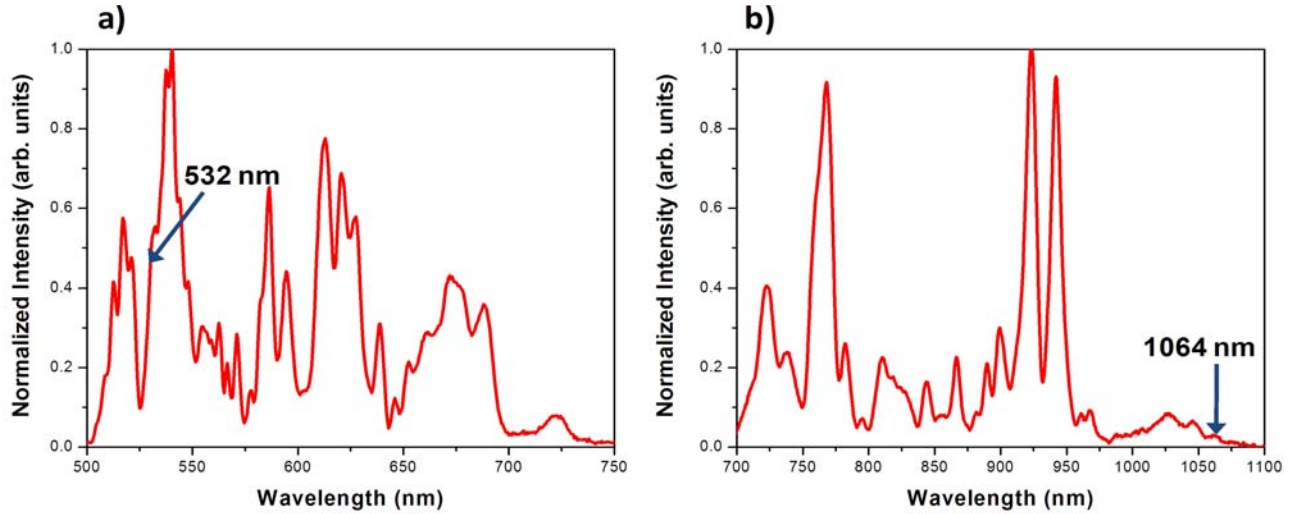 a)
Normalized Intensity (arb. units)
1.0
0.8
0.6
0.4
0.2
0.0
532 nm
500 550 600 650 700 750
Wavelength (nm)
b)
Normalized Intensity (arb. units)
1.0
0.8
0.6
0.4
0.2
0.0
1064 nm
700 750 800 850 900 950 1000 1050 1100
Wavelength (nm)